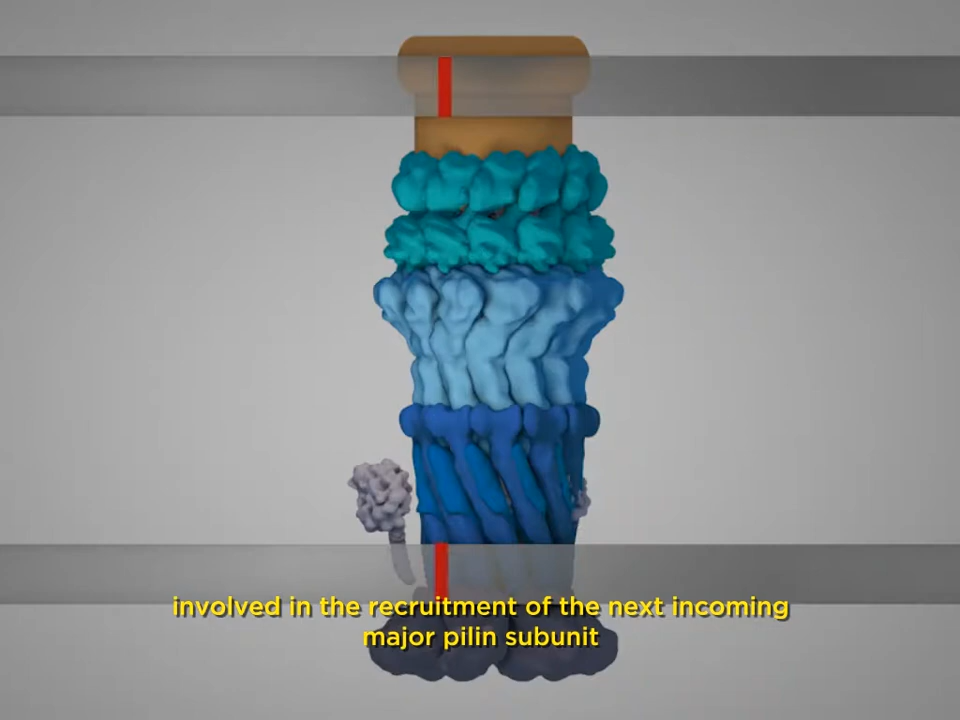 involved in the recruitment of the next incoming
major pilin subunit